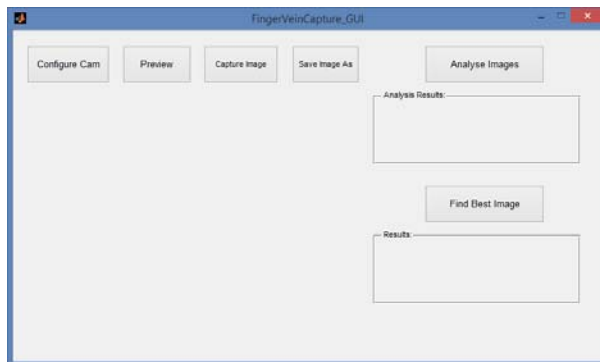 FingerVeinCapture_GUI
Configure Cam
Preview
Capture Image
Save Image As
Analyse Images
Analysis Results:
Find Best Image
Results: